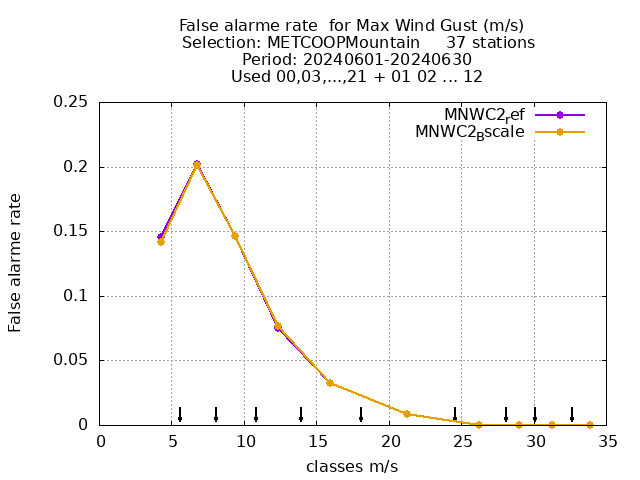 False alarme rate  for Max Wind Gust (m/s)
Selection: METCOOPMountain     37 stations
Period: 20240601-20240630
Used 00,03,...,21 + 01 02 ... 12
MNWC2ref
MNWC2Bscale
False alarme rate
0.25
0.2
0.15
0.1
0.05
0
0 5 10 15 20 25 30 35
classes m/s